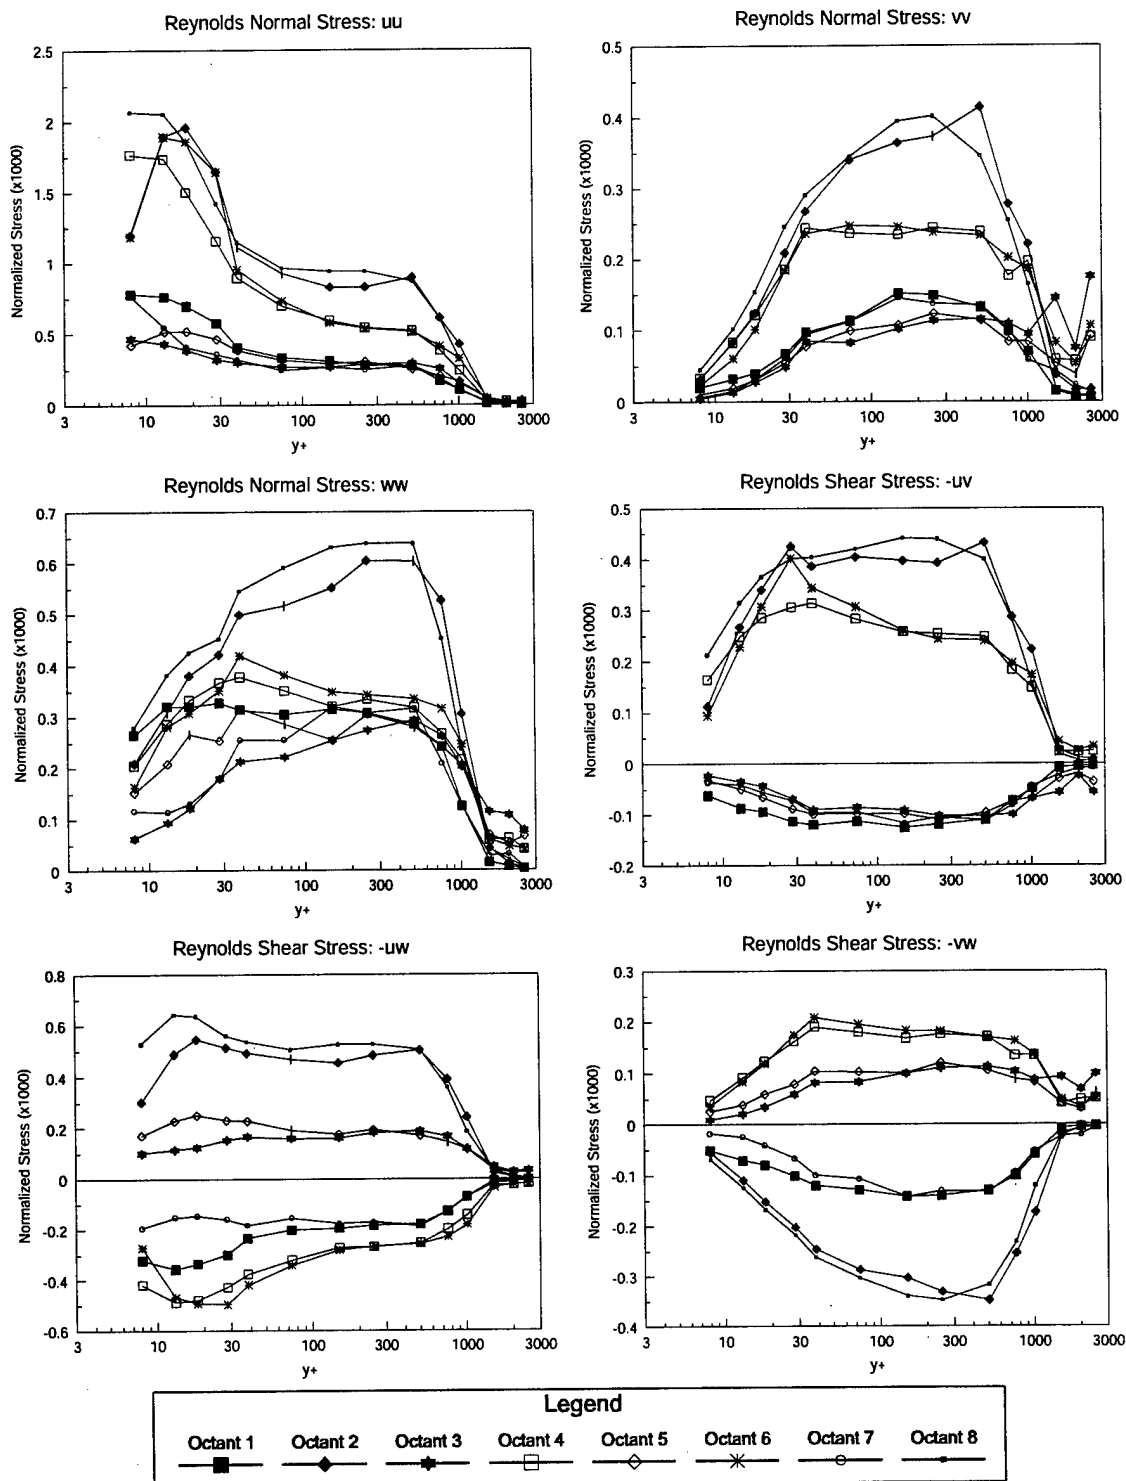 Reynolds Normal Stress: uu
Normalized Stress (x1000)
2.5
2
1.5
1
0.5
0
3 10 30 100 300 1000 3000
y+
Reynolds Normal Stress: vv
Normalized Stress (x1000)
0.5
0.4
0.3
0.2
0.1
0
3 10 30 100 300 1000 3000
y+
Reynolds Normal Stress: ww
Normalized Stress (x1000)
0.7
0.6
0.5
0.4
0.3
0.2
0.1
0
3 10 30 100 300 1000 3000
y+
Reynolds Shear Stress: -uv
Normalized Stress (x1000)
0.5
0.4
0.3
0.2
0.1
0
-0.1
-0.2
3 10 30 100 300 1000 3000
y+
Reynolds Shear Stress: -uw
Normalized Stress (x1000)
0.8
0.6
0.4
0.2
0
-0.2
-0.4
-0.6
3 10 30 100 300 1000 3000
y+
Reynolds Shear Stress: -vw
Normalized Stress (x1000)
0.3
0.2
0.1
0
-0.1
-0.2
-0.3
-0.4
3 10 30 100 300 1000 3000
y+
Legend
Octant 1 Octant 2 Octant 3 Octant 4 Octant 5 Octant 6 Octant 7 Octant 8